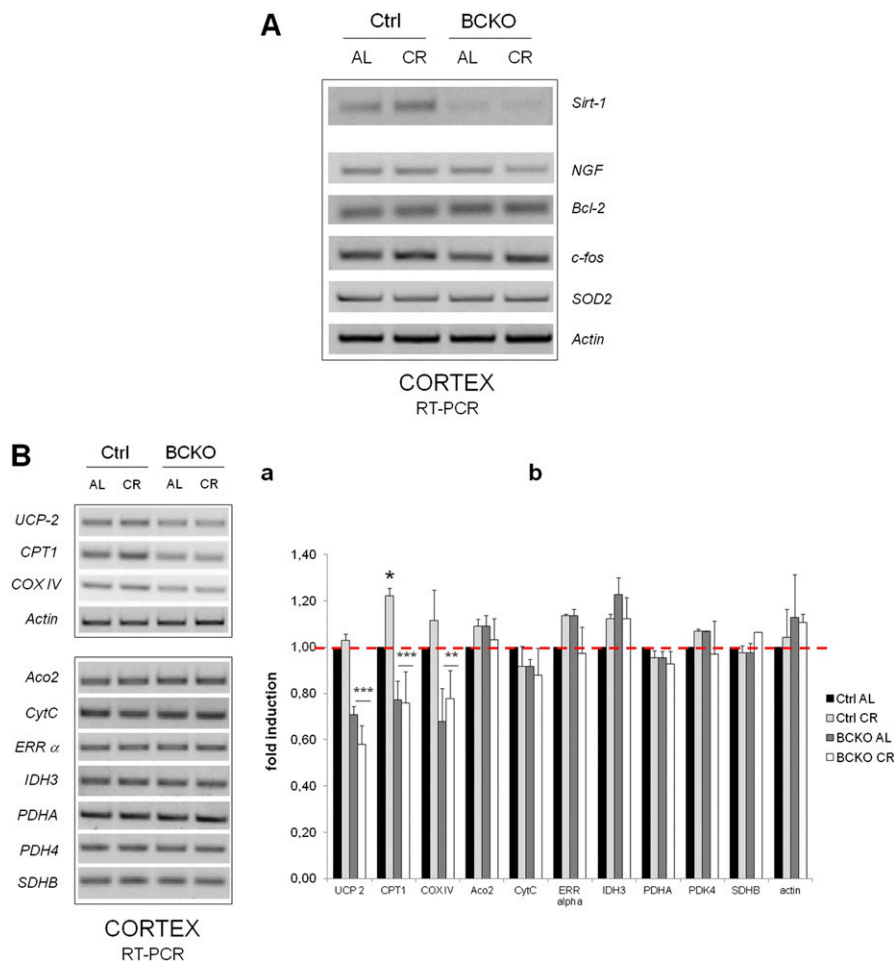 A
Ctrl BCKO
AL CR AL CR
Sirt-1
NGF
Bcl-2
c-fos
SOD2
Actin
CORTEX
RT-PCR
B
Ctrl BCKO
AL CR AL CR
UCP-2
CPT1
COX IV
Actin
Aco2
CytC
ERR α
IDH3
PDHA
PDH4
SDHB
CORTEX
RT-PCR
a b
fold induction
1,40
1,20
1,00
0,80
0,60
0,40
0,20
0,00
*
***
***
**
UCP 2 CPT1 COX IV Aco2 CytC ERR alpha IDH3 PDHA PDK4 SDHB actin
Ctrl AL
Ctrl CR
BCKO AL
BCKO CR